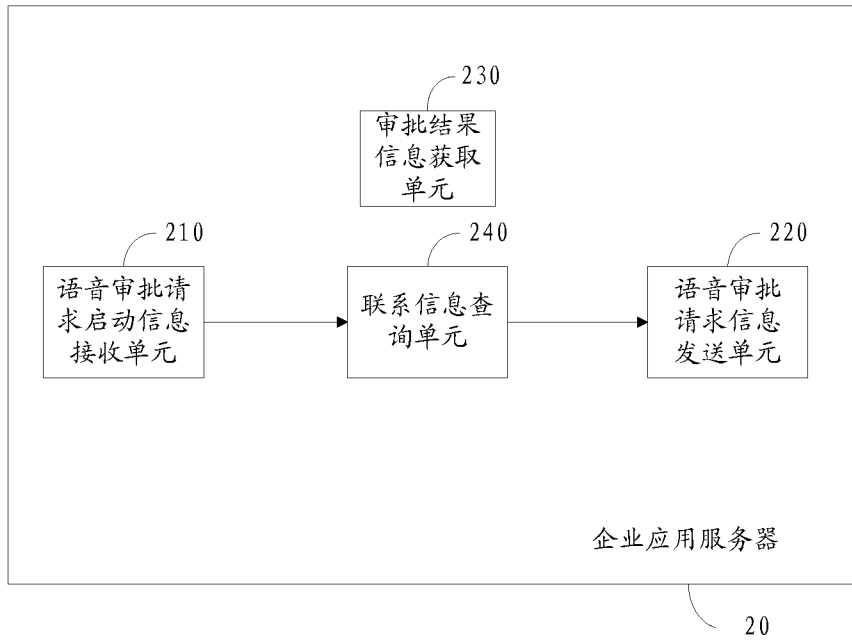 230
审批结果
信息获取
单元
210
240
220
语音审批请
求启动信息
接收单元
联系信息查
询单元
语音审批
请求信息
发送单元
企业应用服务器
20